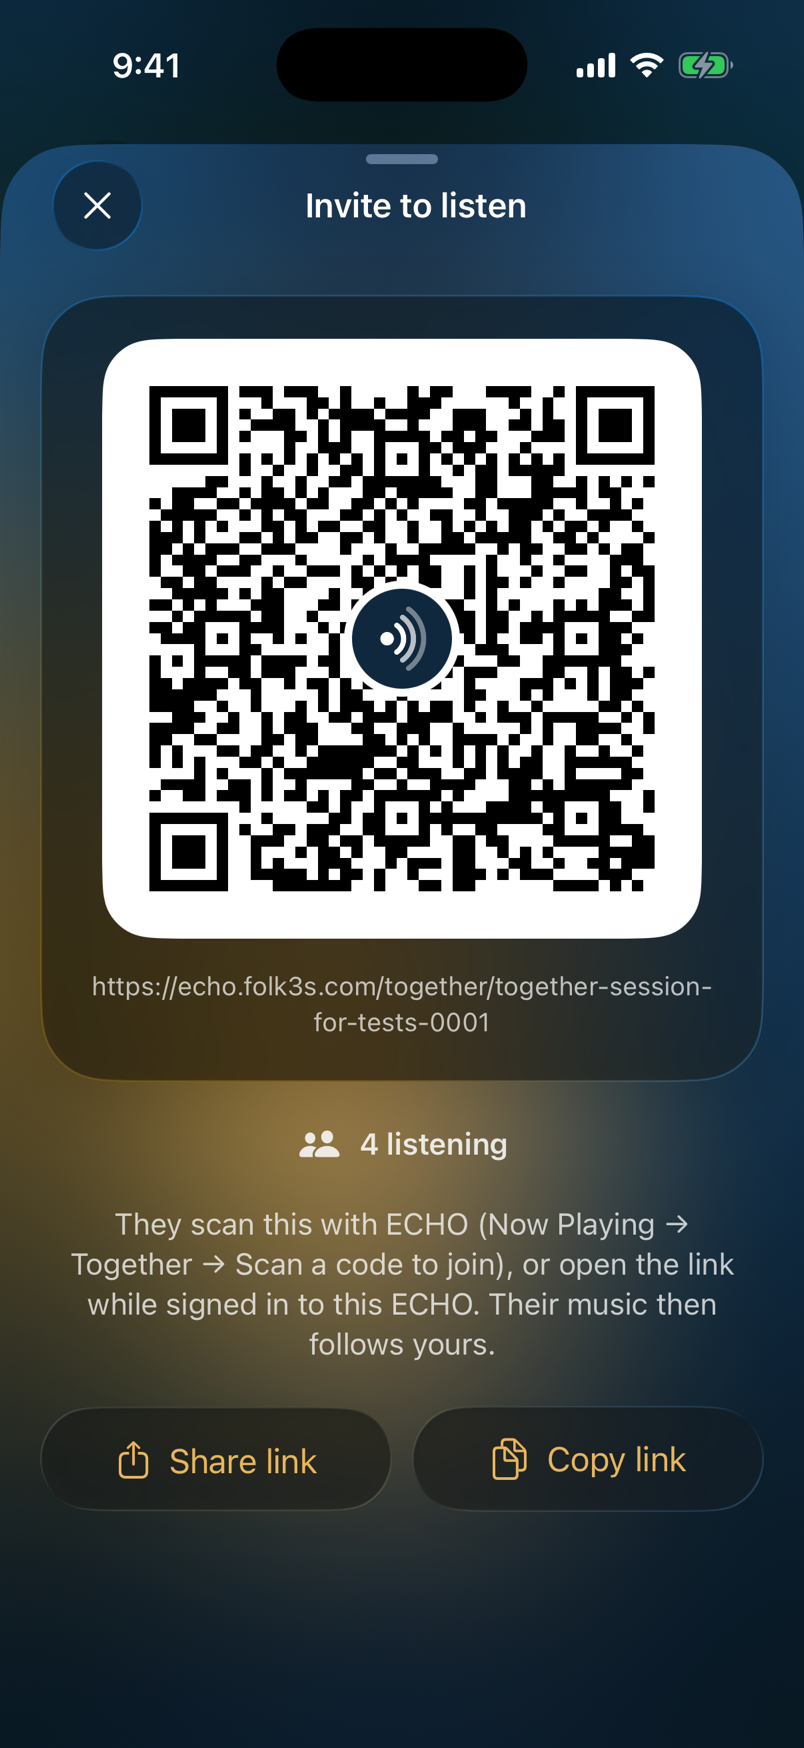 9:41
Invite to listen
https://echo.folk3s.com/together/together-session-
for-tests-0001
4 listening
They scan this with ECHO (Now Playing →
Together → Scan a code to join), or open the link
while signed in to this ECHO. Their music then
follows yours.
Share link
Copy link